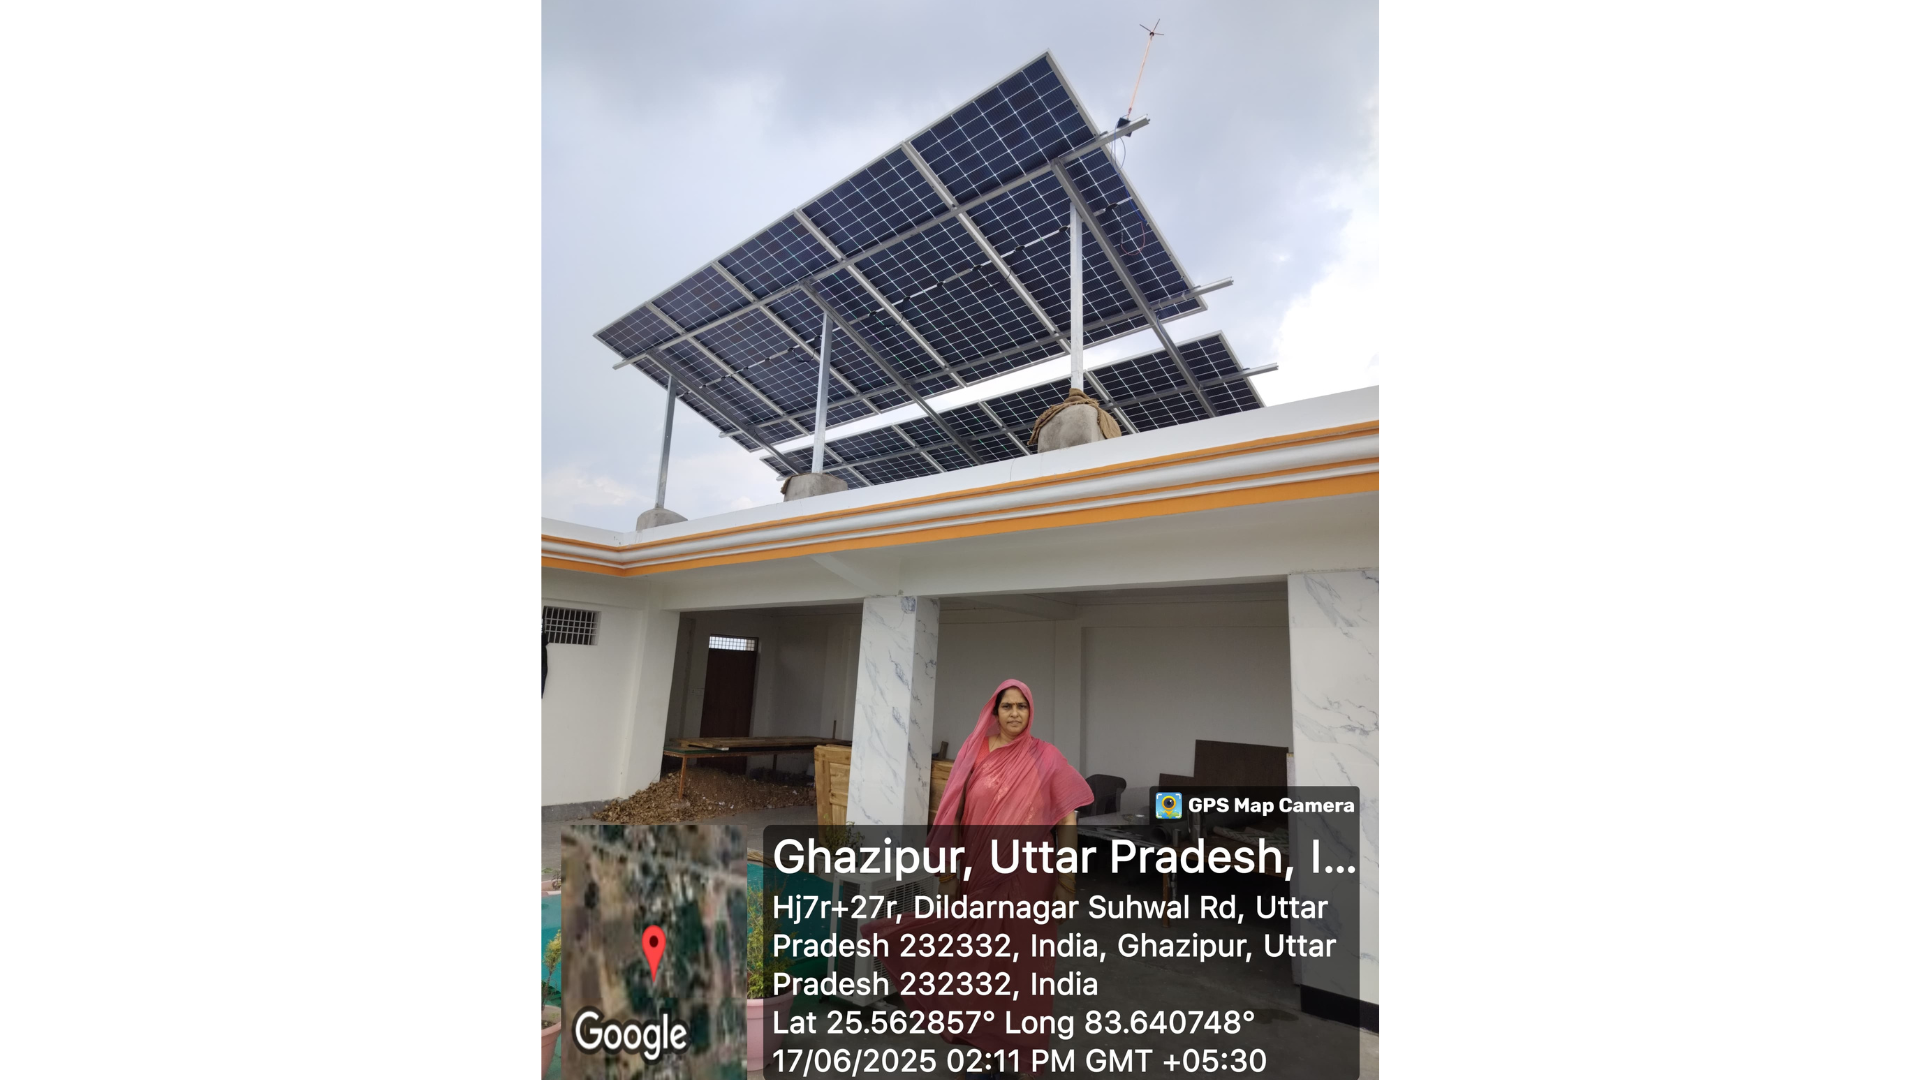 GPS Map Camera
Ghazipur, Uttar Pradesh, I...
Hj7r+27r, Dildarnagar Suhwal Rd, Uttar
Pradesh 232332, India, Ghazipur, Uttar
Pradesh 232332, India
Lat 25.562857° Long 83.640748°
17/06/2025 02:11 PM GMT +05:30
Google